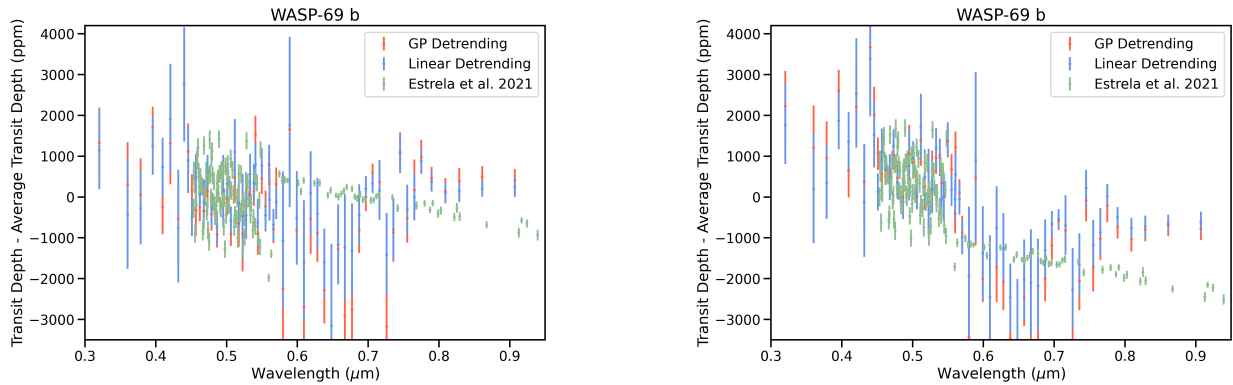 WASP-69 b
Transit Depth - Average Transit Depth (ppm)
4000
3000
2000
1000
0
−1000
−2000
−3000
GP Detrending
Linear Detrending
Estrela et al. 2021
0.3 0.4 0.5 0.6 0.7 0.8 0.9
Wavelength (μm)
WASP-69 b
Transit Depth - Average Transit Depth (ppm)
4000
3000
2000
1000
0
−1000
−2000
−3000
GP Detrending
Linear Detrending
Estrela et al. 2021
0.3 0.4 0.5 0.6 0.7 0.8 0.9
Wavelength (μm)